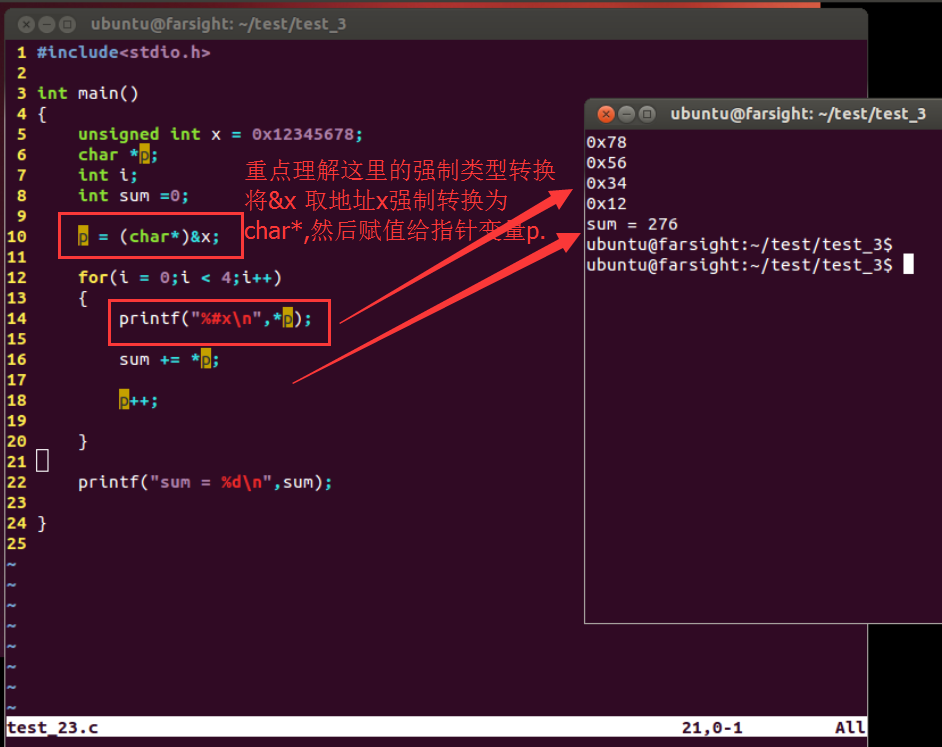 ubuntu@farsight: ~/test/test_3
1 #include<stdio.h>
2
3 int main()
4 {
5     unsigned int x = 0x12345678;
6     char *p;
7     int i;
8     int sum =0;
9
10     p = (char*)&x;
11
12     for(i = 0;i < 4;i++)
13     {
14         printf("%#x\n",*p);
15
16         sum += *p;
17
18         p++;
19
20     }
21
22     printf("sum = %d\n",sum);
23
24 }
25
~
~
~
~
~
~
~
~
test_23.c 21,0-1 All
重点理解这里的强制类型转换
将&x 取地址x强制转换为
char*,然后赋值给指针变量p.
ubuntu@farsight: ~/test/test_3
0x78
0x56
0x34
0x12
sum = 276
ubuntu@farsight:~/test/test_3$
ubuntu@farsight:~/test/test_3$